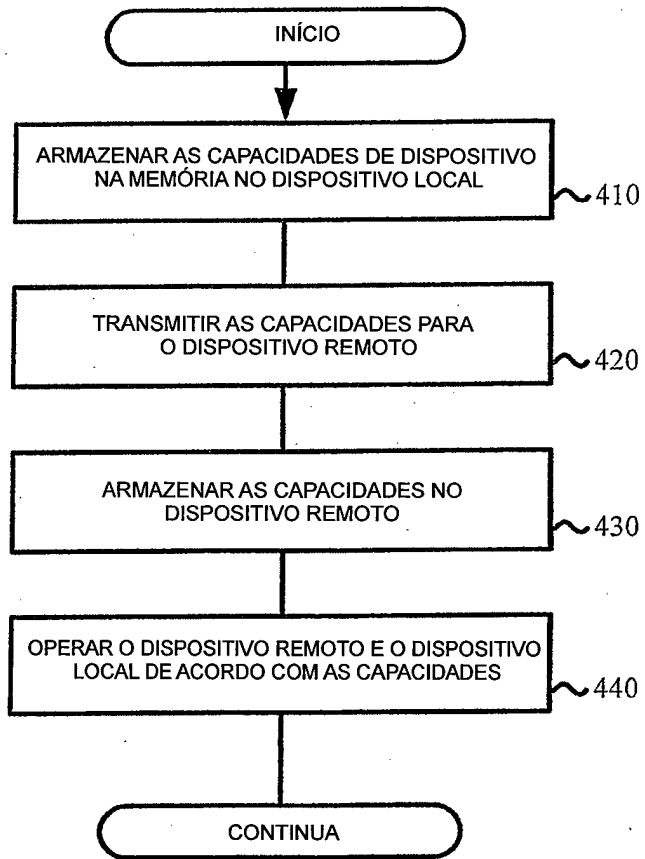 INÍCIO
ARMAZENAR AS CAPACIDADES DE DISPOSITIVO
NA MEMÓRIA NO DISPOSITIVO LOCAL
410
TRANSMITIR AS CAPACIDADES PARA
O DISPOSITIVO REMOTO
420
ARMAZENAR AS CAPACIDADES NO
DISPOSITIVO REMOTO
430
OPERAR O DISPOSITIVO REMOTO E O DISPOSITIVO
LOCAL DE ACORDO COM AS CAPACIDADES
440
CONTINUA